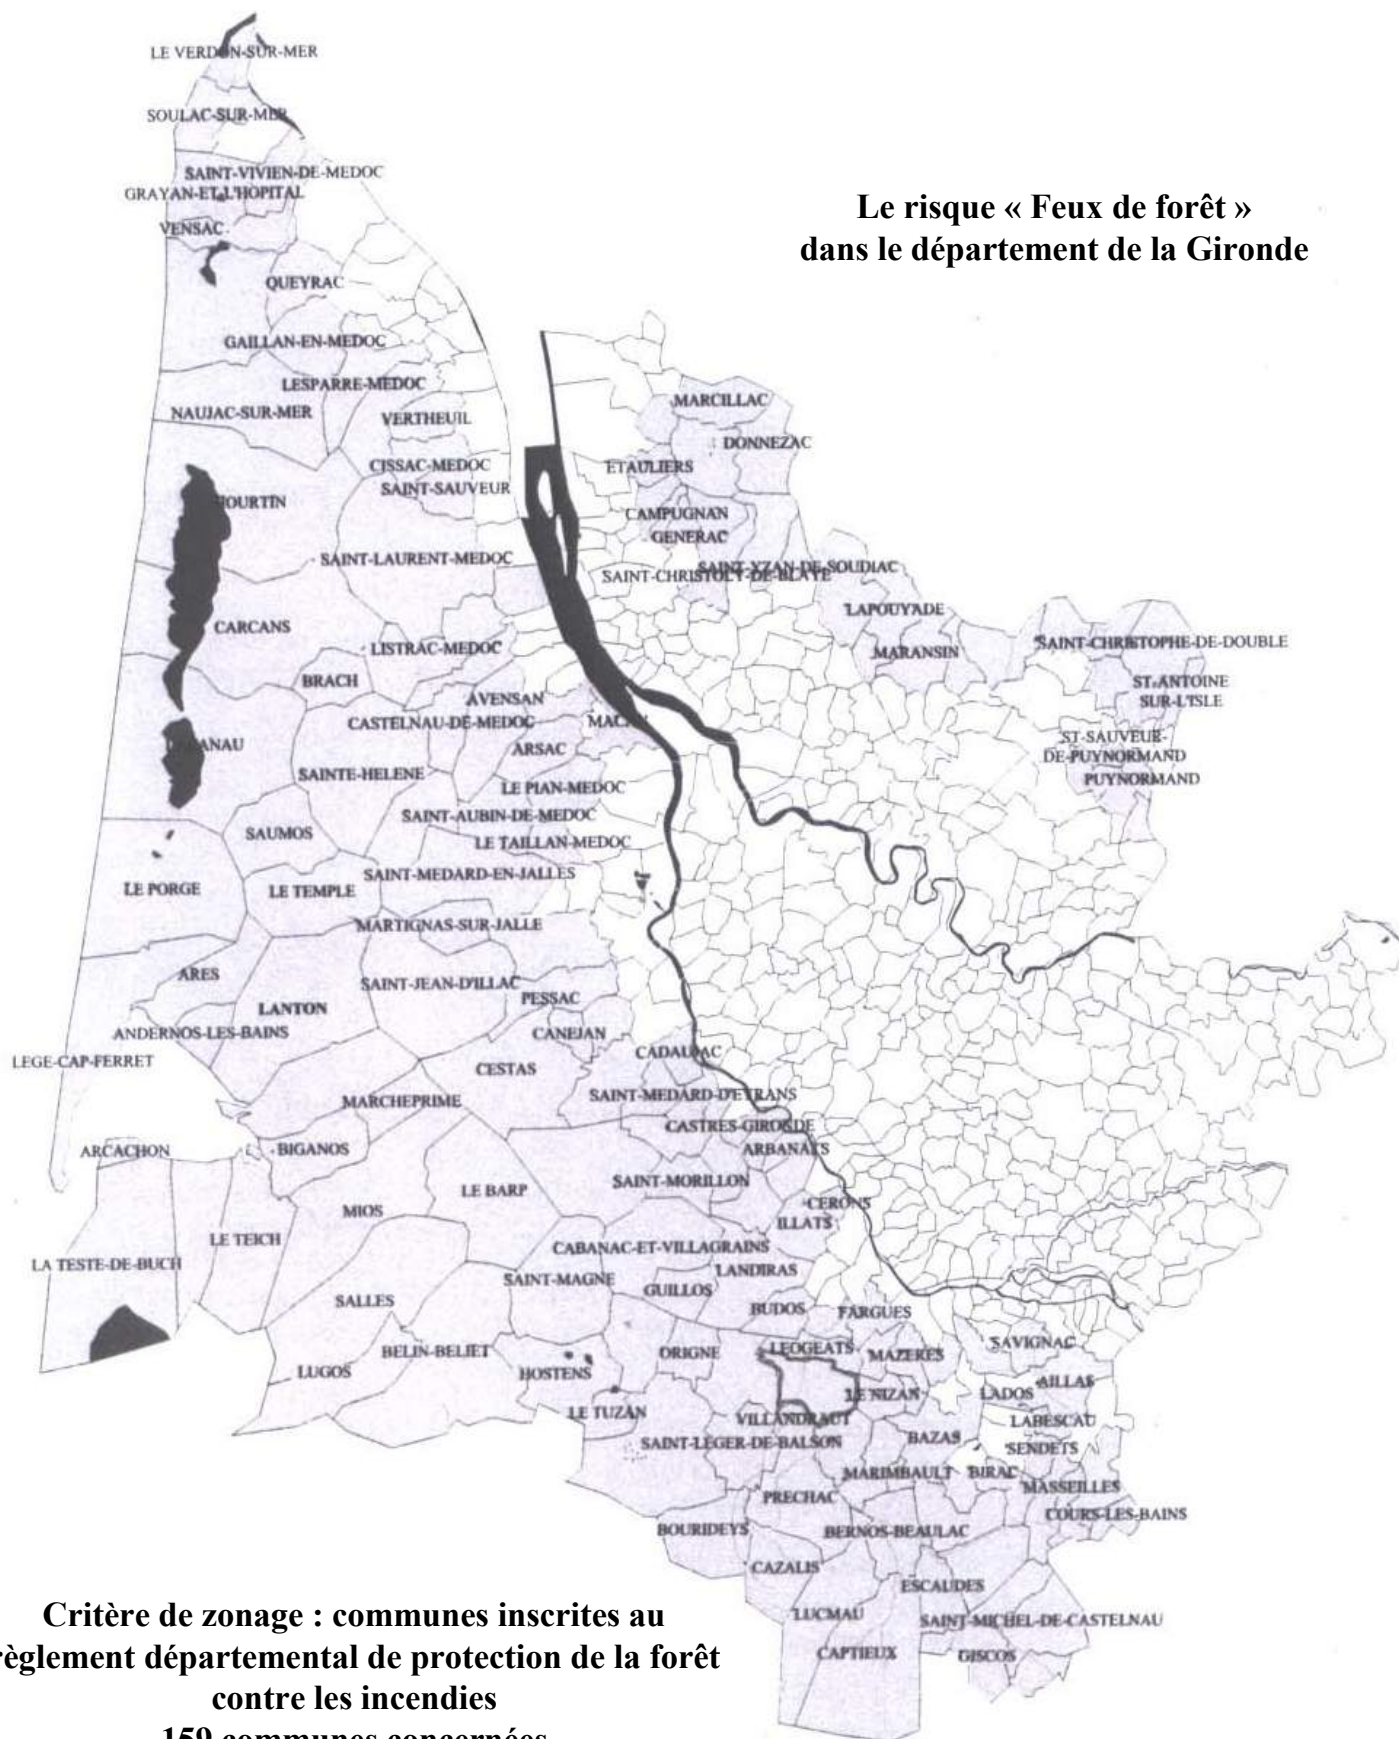 LE VERDON-SUR-MER
SOULAC-SUR-MER
SAINT-VIVIEN-DE-MEDOC
GRAYAN-ET-L'HOPITAL
VENSAC
Le risque « Feux de forêt »
dans le département de la Gironde
QUEYRAC
GAILLAN-EN-MEDOC
LESPARRE-MEDOC
NAUJAC-SUR-MER
VERTHEUIL
CISSAC-MEDOC
SAINT-SAUVEUR
HOURTIN
SAINT-LAURENT-MEDOC
MARCILLAC
DONNEZAC
ETAULIERS
CAMPUGNAN
GENERAC
SAINT-YZAN-DE-SOUDIAC
SAINT-CHRISTOLY-DE-BLAYE
LAPOUYADE
MARANSIN
SAINT-CHRISTOPHE-DE-DOUBLE
ST-ANTOINE
SUR-L'ISLE
ST-SAUVEUR-
DE-PUYNORMAND
PUYNORMAND
CARCANS
LISTRAC-MEDOC
BRACH
AVENSAN
CASTELNAU-DE-MEDOC
MACAU
ARSAC
LACANAU
SAINTE-HELENE
LE PIAN-MEDOC
SAINT-AUBIN-DE-MEDOC
SAUMOS
LE TAILLAN-MEDOC
SAINT-MEDARD-EN-JALLES
LE PORGE
LE TEMPLE
MARTIGNAS-SUR-JALLE
ARES
SAINT-JEAN-D'ILLAC
PESSAC
LANTON
ANDERNOS-LES-BAINS
CANEJAN
LEGE-CAP-FERRET
CESTAS
CADAUJAC
MARCHEPRIME
SAINT-MEDARD-D'EYRANS
CASTRES-GIRONDE
ARBANATS
ARCACHON
BIGANOS
SAINT-MORILLON
LE BARP
MIOS
CERONS
ILLATS
LE TEICH
CABANAC-ET-VILLAGRAINS
LA TESTE-DE-BUCH
LANDIRAS
SAINT-MAGNE
GUILLOS
SALLES
BUDOS
FARGUES
BELIN-BELIET
ORIGNE
LEOGEATS
MAZERES
SAVIGNAC
LUGOS
HOSTENS
LE NIZAN
LADOS
AILLAS
LE TUZAN
VILLANDRAUT
LABESCAU
SAINT-LEGER-DE-BALSON
BAZAS
SENDETS
MARIMBAULT
BIRAC
MASSEILLES
PRECHAC
COURS-LES-BAINS
BOURIDEYS
BERNOS-BEAULAC
CAZALIS
ESCAUDES
LUCMAU
SAINT-MICHEL-DE-CASTELNAU
CAPTIEUX
GISCOS
Critère de zonage : communes inscrites au
règlement départemental de protection de la forêt
contre les incendies
159 communes concernées